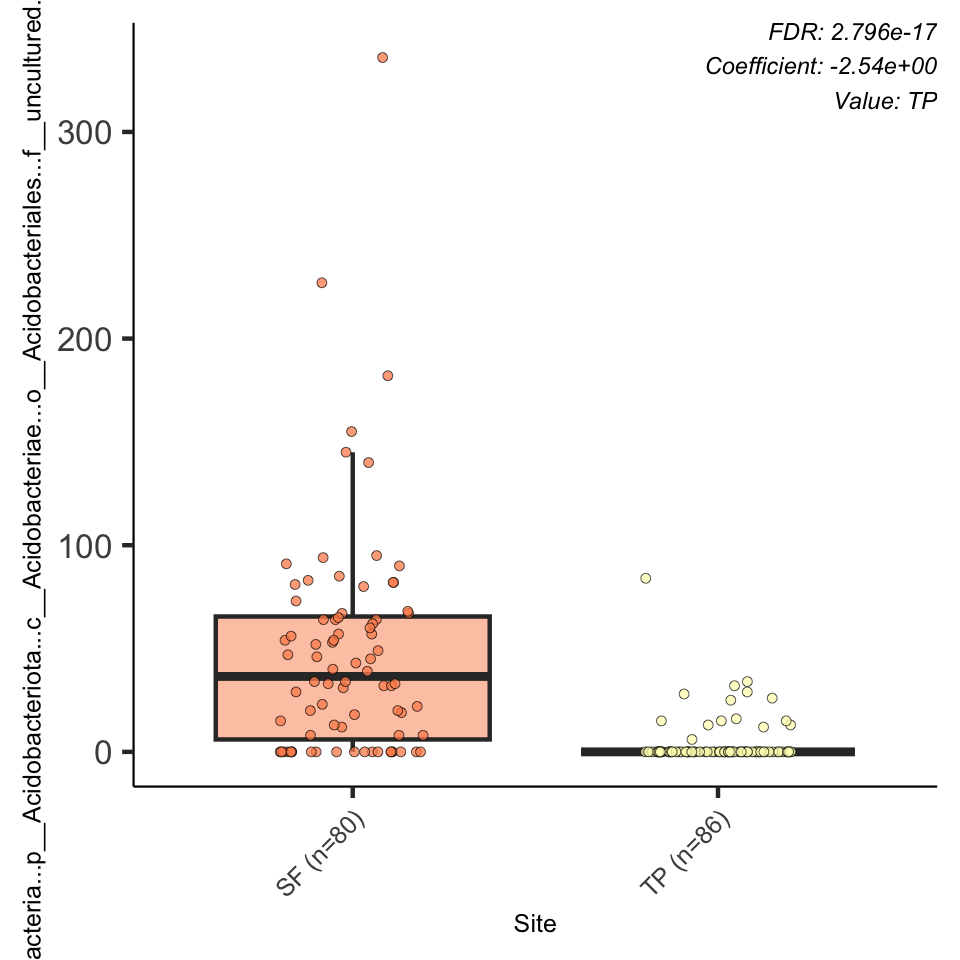 FDR: 2.796e-17
Coefficient: -2.54e+00
Value: TP
acteria...p__Acidobacteriota...c__Acidobacteriae...o__Acidobacteriales...f__uncultured.
300
200
100
0
SF (n=80)
TP (n=86)
Site